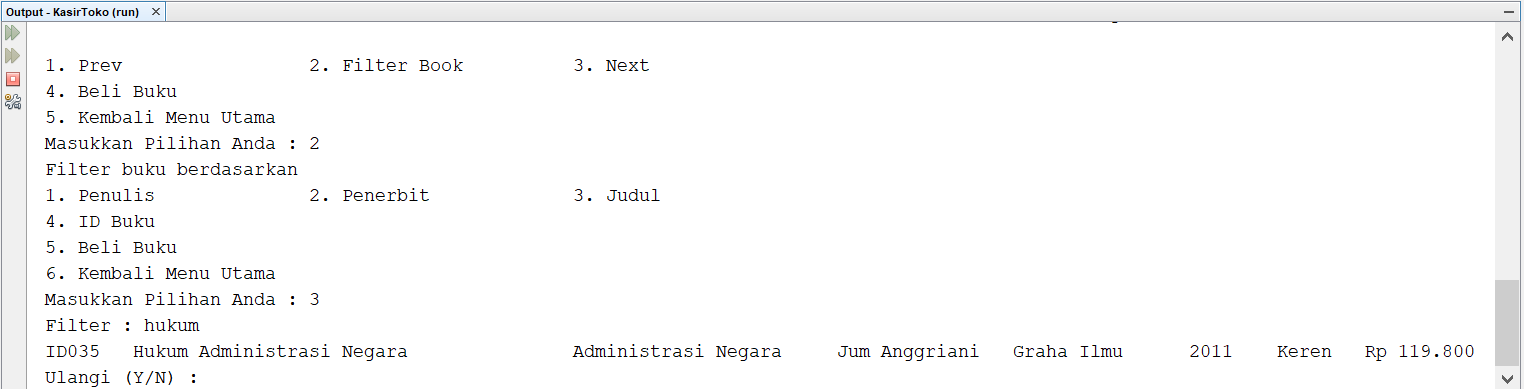 Output - KasirToko (run)
1. Prev 2. Filter Book 3. Next
4. Beli Buku
5. Kembali Menu Utama
Masukkan Pilihan Anda : 2
Filter buku berdasarkan
1. Penulis 2. Penerbit 3. Judul
4. ID Buku
5. Beli Buku
6. Kembali Menu Utama
Masukkan Pilihan Anda : 3
Filter : hukum
ID035 Hukum Administrasi Negara Administrasi Negara Jum Anggriani Graha Ilmu 2011 Keren Rp 119.800
Ulangi (Y/N) :